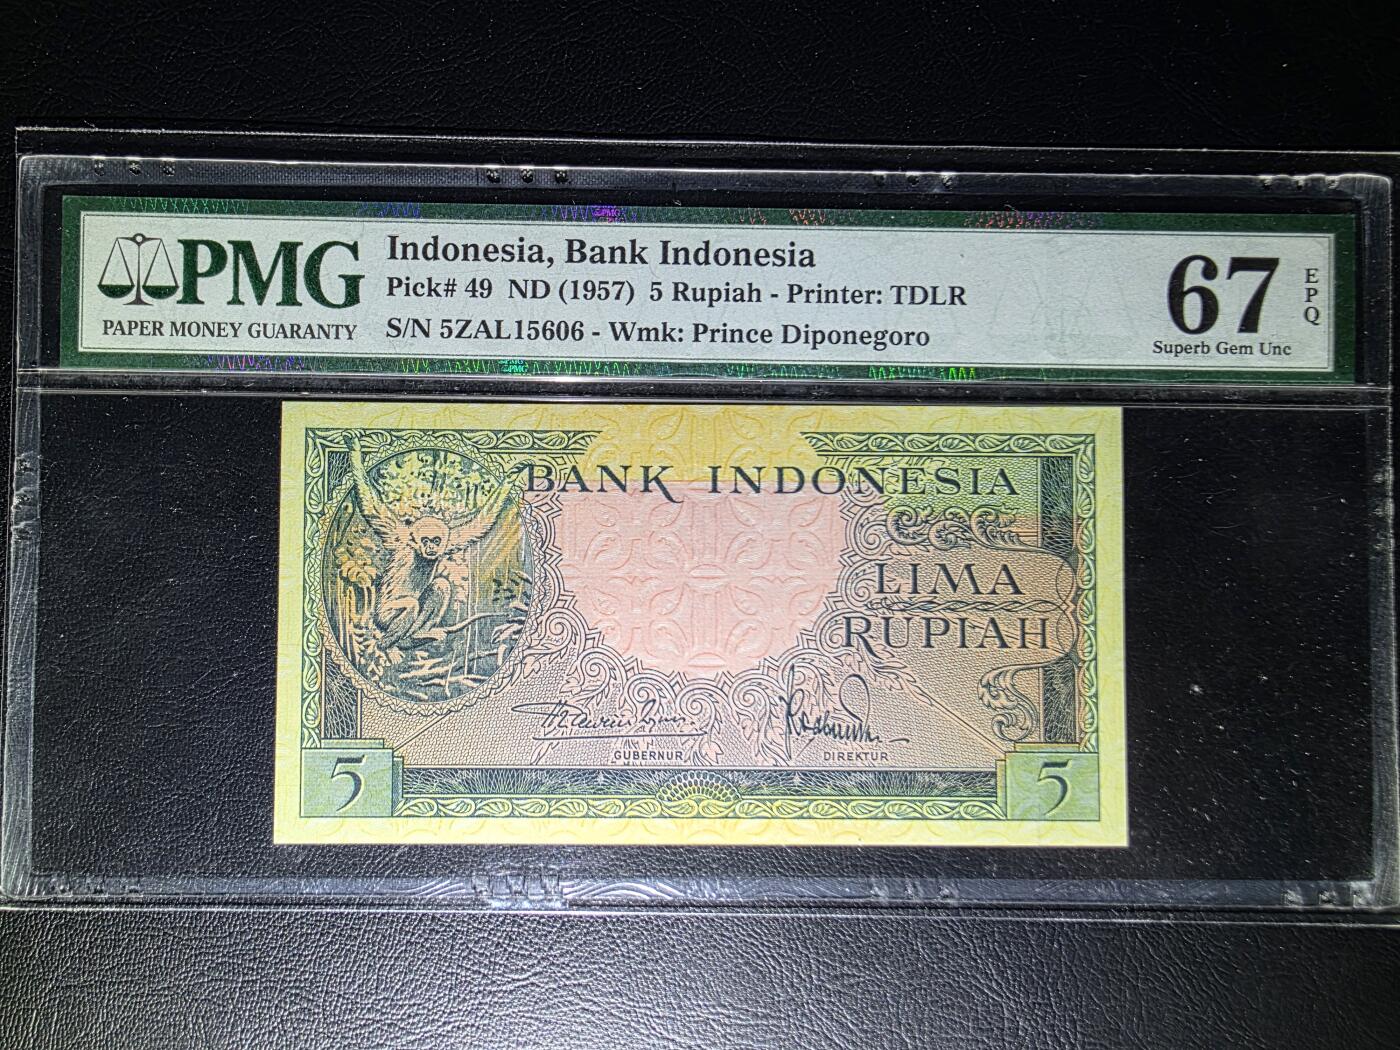 PMG
PAPER MONEY GUARANTY
Indonesia, Bank Indonesia
Pick# 49 ND (1957) 5 Rupiah - Printer: TDLR
S/N 5ZAL15606 - Wmk: Prince Diponegoro
67
EPQ
Superb Gem Unc
BANK INDONESIA
LIMA
RUPIAH
GUBERNUR
DIREKTUR
5
5